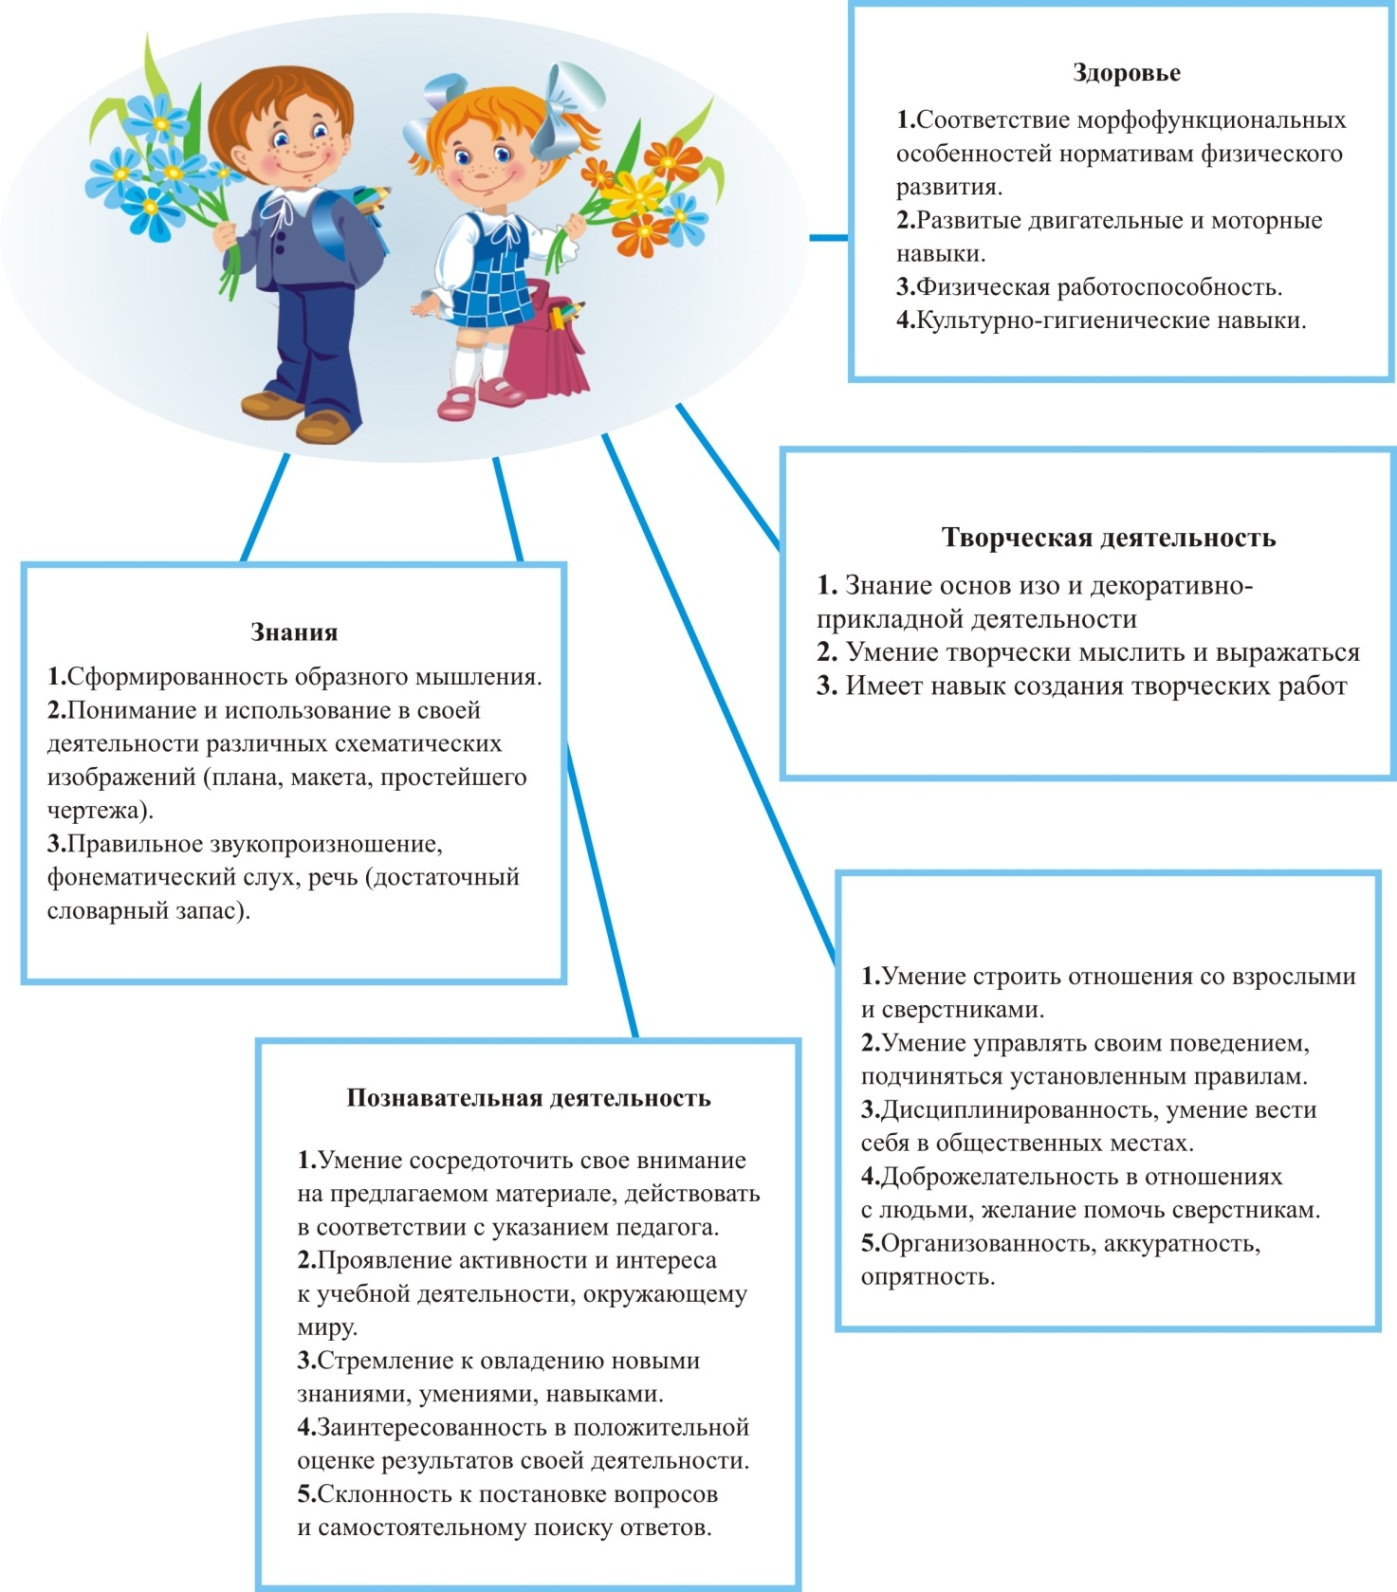 Здоровье
1.Соответствие морфофункциональных
особенностей нормативам физического
развития.
2.Развитые двигательные и моторные
навыки.
3.Физическая работоспособность.
4.Культурно-гигиенические навыки.
Творческая деятельность
1. Знание основ изо и декоративно-
прикладной деятельности
2. Умение творчески мыслить и выражаться
3. Имеет навык создания творческих работ
Знания
1.Сформированность образного мышления.
2.Понимание и использование в своей
деятельности различных схематических
изображений (плана, макета, простейшего
чертежа).
3.Правильное звукопроизношение,
фонематический слух, речь (достаточный
словарный запас).
1.Умение строить отношения со взрослыми
и сверстниками.
2.Умение управлять своим поведением,
подчиняться установленным правилам.
3.Дисциплинированность, умение вести
себя в общественных местах.
4.Доброжелательность в отношениях
с людьми, желание помочь сверстникам.
5.Организованность, аккуратность,
опрятность.
Познавательная деятельность
1.Умение сосредоточить свое внимание
на предлагаемом материале, действовать
в соответствии с указанием педагога.
2.Проявление активности и интереса
к учебной деятельности, окружающему
миру.
3.Стремление к овладению новыми
знаниями, умениями, навыками.
4.Заинтересованность в положительной
оценке результатов своей деятельности.
5.Склонность к постановке вопросов
и самостоятельному поиску ответов.